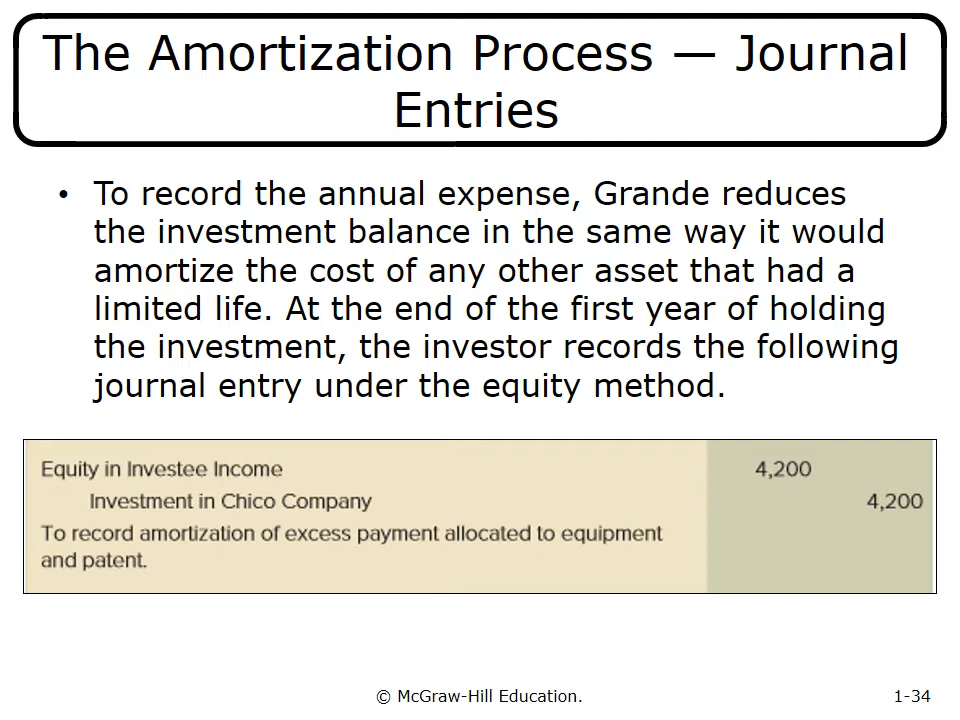 The Amortization Process — Journal
Entries
• To record the annual expense, Grande reduces
the investment balance in the same way it would
amortize the cost of any other asset that had a
limited life. At the end of the first year of holding
the investment, the investor records the following
journal entry under the equity method.
Equity in Investee Income 4,200
Investment in Chico Company 4,200
To record amortization of excess payment allocated to equipment
and patent.
© McGraw-Hill Education. 1-34